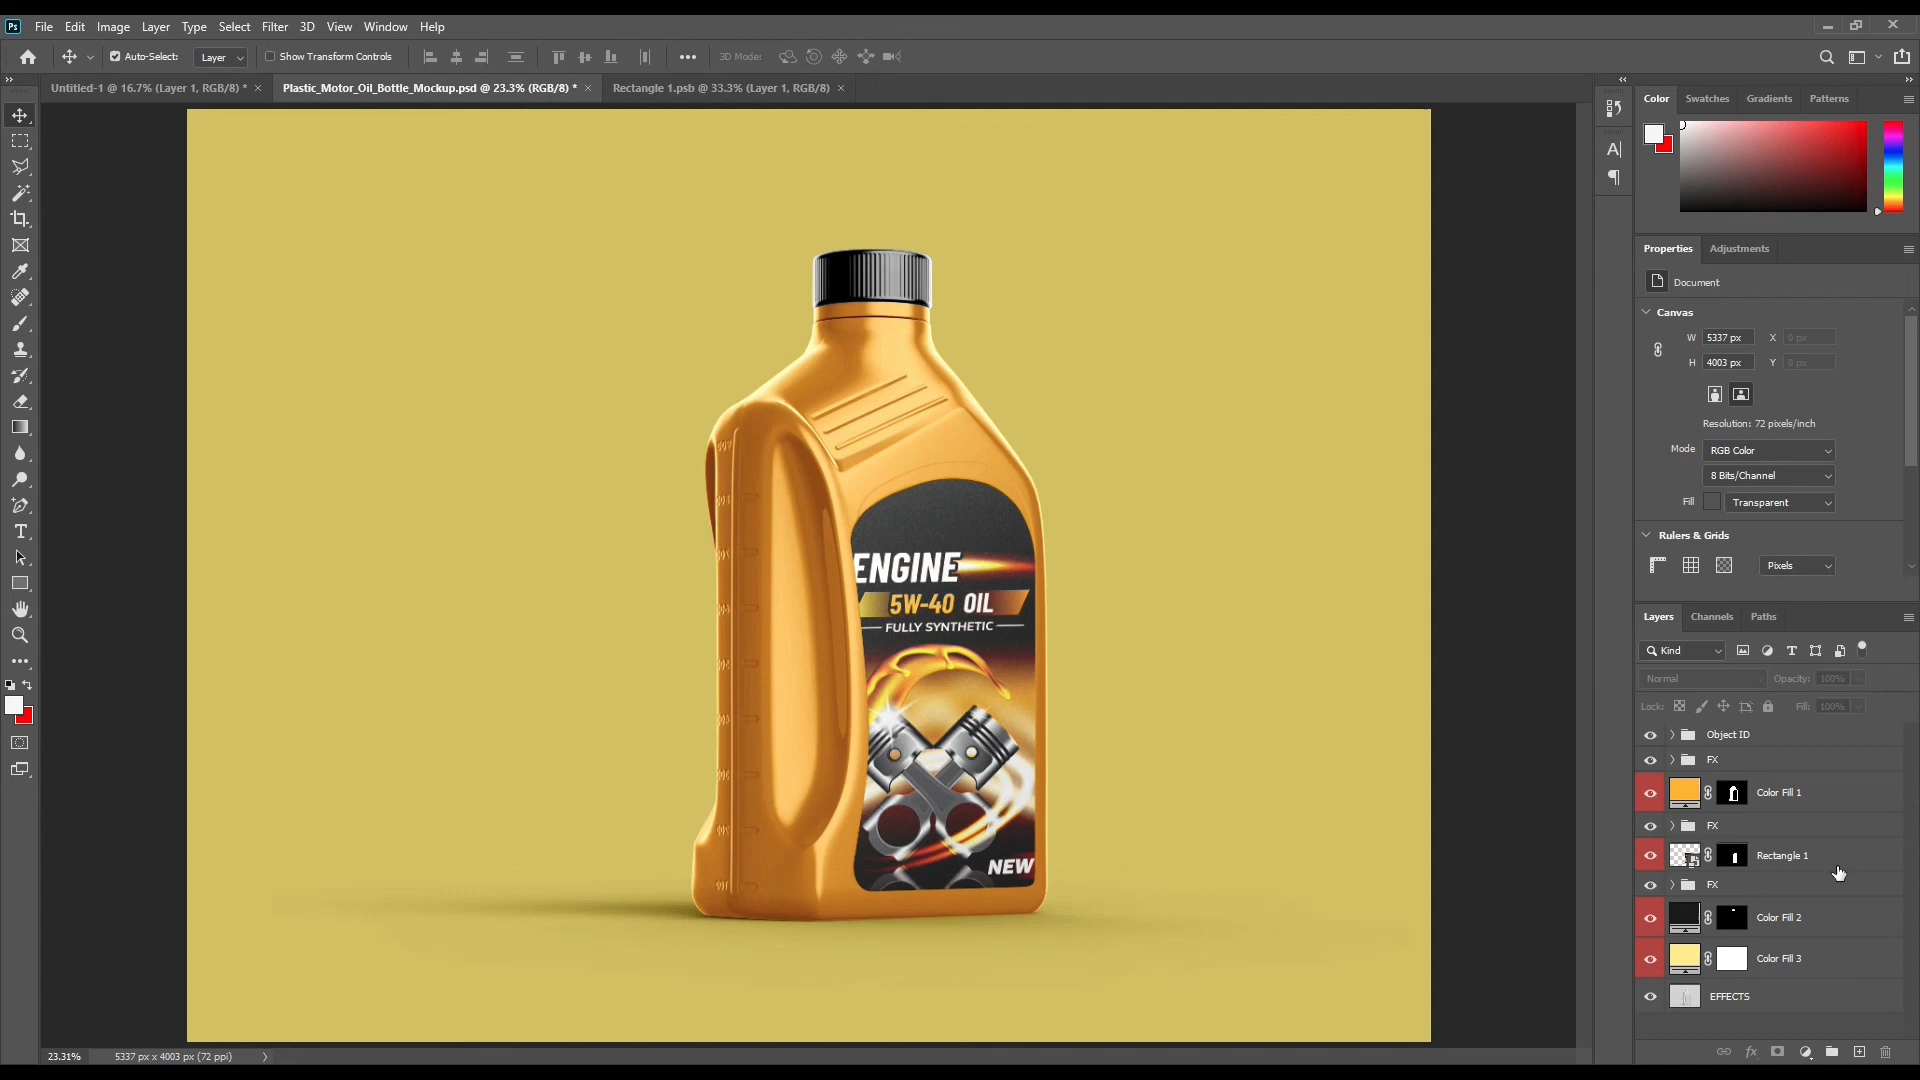 Ps File Edit Image Layer Type Select Filter 3D View Window Help
Auto-Select: Layer Show Transform Controls 3D Mode:
Untitled-1 @ 16.7% (Layer 1, RGB/8) * × Plastic_Motor_Oil_Bottle_Mockup.psd @ 23.3% (RGB/8) * × Rectangle 1.psb @ 33.3% (Layer 1, RGB/8) ×
Color Swatches Gradients Patterns
Properties Adjustments
Document
Canvas
W 5337 px X 0 px
H 4003 px Y 0 px
Resolution: 72 pixels/inch
Mode RGB Color
8 Bits/Channel
Fill Transparent
Rulers & Grids
Pixels
Layers Channels Paths
Kind
Normal Opacity: 100%
Lock: Fill: 100%
Object ID
FX
Color Fill 1
FX
Rectangle 1
FX
Color Fill 2
Color Fill 3
EFFECTS
ENGINE
5W-40 OIL
FULLY SYNTHETIC
NEW
23.31% 5337 px x 4003 px (72 ppi)